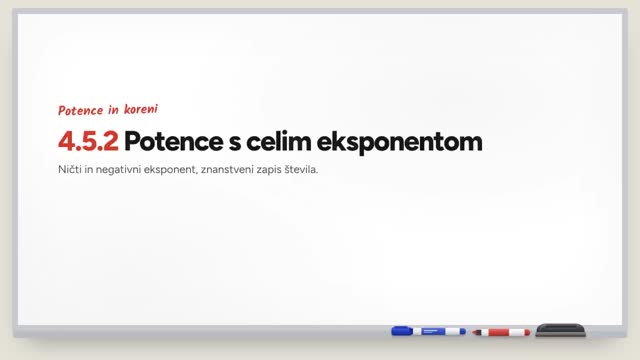 Potence in koreni
4.5.2 Potence s celim eksponentom
Ničti in negativni eksponent, znanstveni zapis števila.